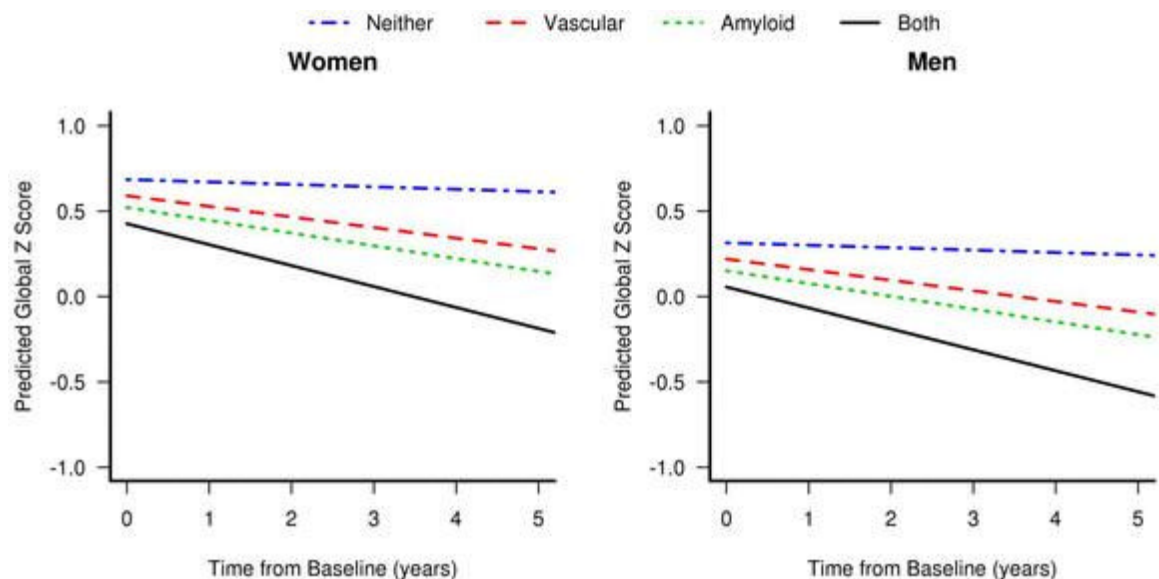 Neither Vascular Amyloid Both
Women
Predicted Global Z Score
1.0
0.5
0.0
-0.5
-1.0
0 1 2 3 4 5
Time from Baseline (years)
Men
Predicted Global Z Score
1.0
0.5
0.0
-0.5
-1.0
0 1 2 3 4 5
Time from Baseline (years)